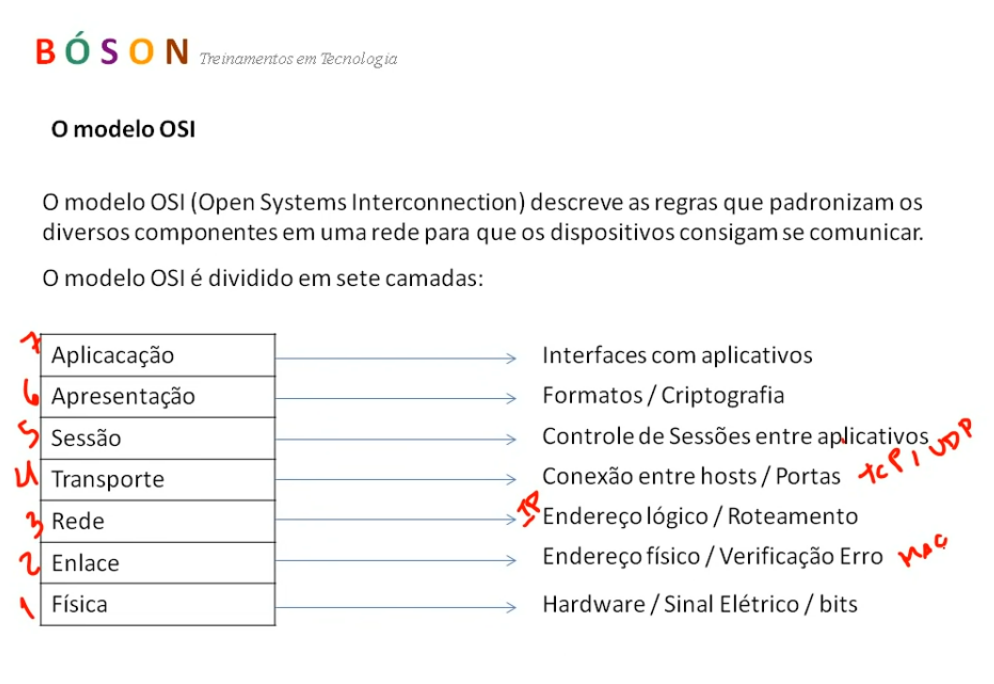 BÓSON Treinamentos em Tecnologia
O modelo OSI
O modelo OSI (Open Systems Interconnection) descreve as regras que padronizam os
diversos componentes em uma rede para que os dispositivos consigam se comunicar.
O modelo OSI é dividido em sete camadas:
7 Aplicacação Interfaces com aplicativos
6 Apresentação Formatos / Criptografia
5 Sessão Controle de Sessões entre aplicativos
4 Transporte Conexão entre hosts / Portas TCP / UDP
3 Rede IP Endereço lógico / Roteamento
2 Enlace Endereço físico / Verificação Erro MAC
1 Física Hardware / Sinal Elétrico / bits